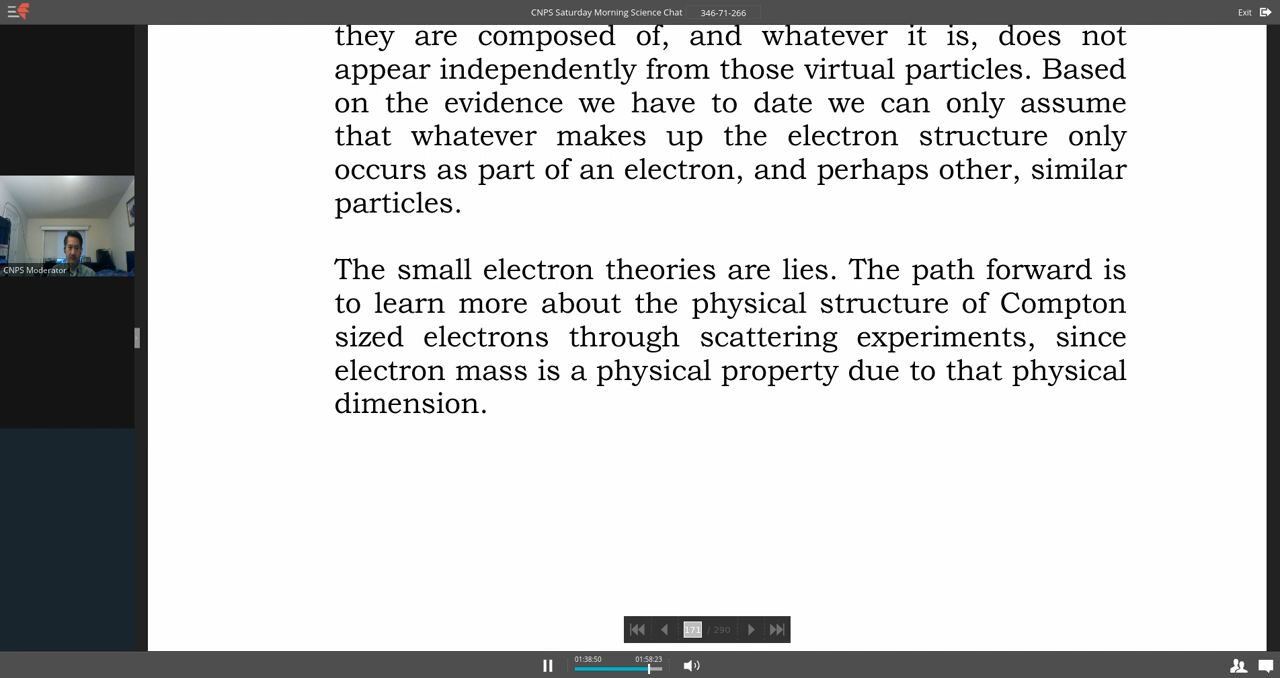 CNPS Saturday Morning Science Chat 346-71-266
Exit
they are composed of, and whatever it is, does not
appear independently from those virtual particles. Based
on the evidence we have to date we can only assume
that whatever makes up the electron structure only
occurs as part of an electron, and perhaps other, similar
particles.
The small electron theories are lies. The path forward is
to learn more about the physical structure of Compton
sized electrons through scattering experiments, since
electron mass is a physical property due to that physical
dimension.
CNPS Moderator
171 / 290
01:38:50 01:58:23